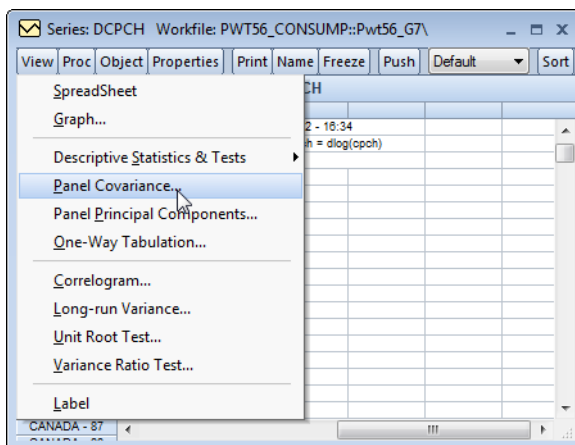 Series: DCPCH   Workfile: PWT56_CONSUMP::Pwt56_G7\
View Proc Object Properties Print Name Freeze Push Default Sort
CH
SpreadSheet
Graph...
2 - 16:34
h = dlog(cpch)
Descriptive Statistics & Tests
Panel Covariance...
Panel Principal Components...
One-Way Tabulation...
Correlogram...
Long-run Variance...
Unit Root Test...
Variance Ratio Test...
Label
CANADA - 87